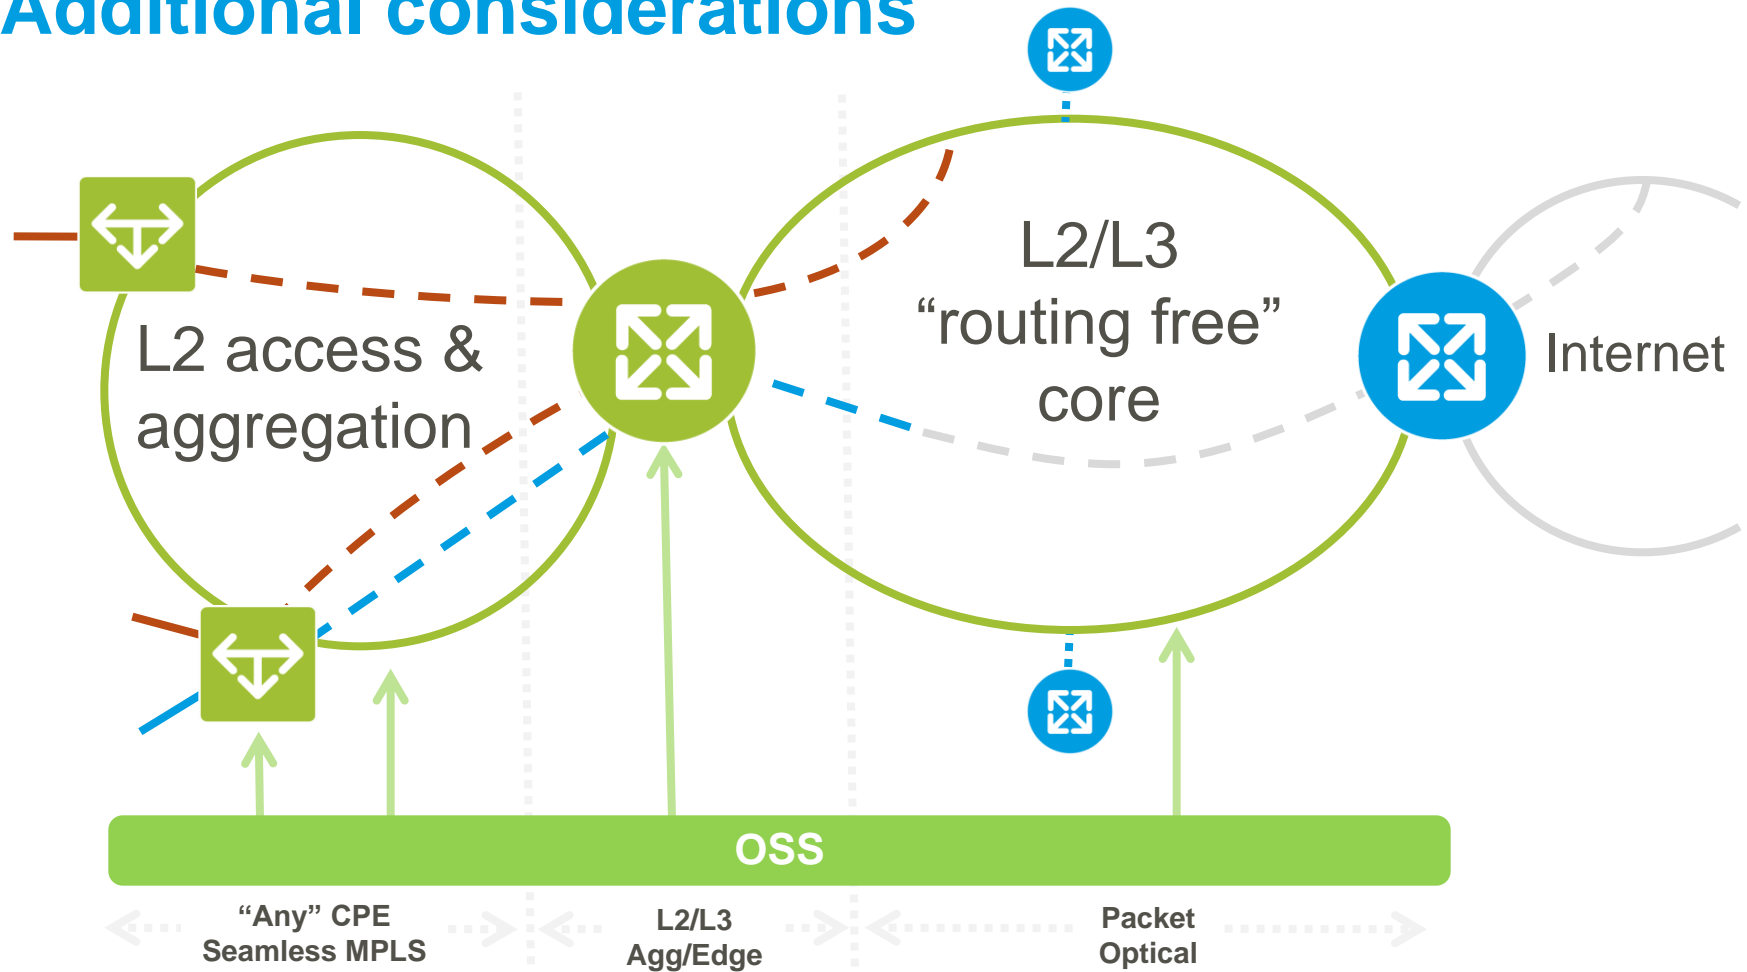 Additional considerations
L2 access &
aggregation
L2/L3
“routing free”
core
Internet
OSS
“Any” CPE
Seamless MPLS
L2/L3
Agg/Edge
Packet
Optical